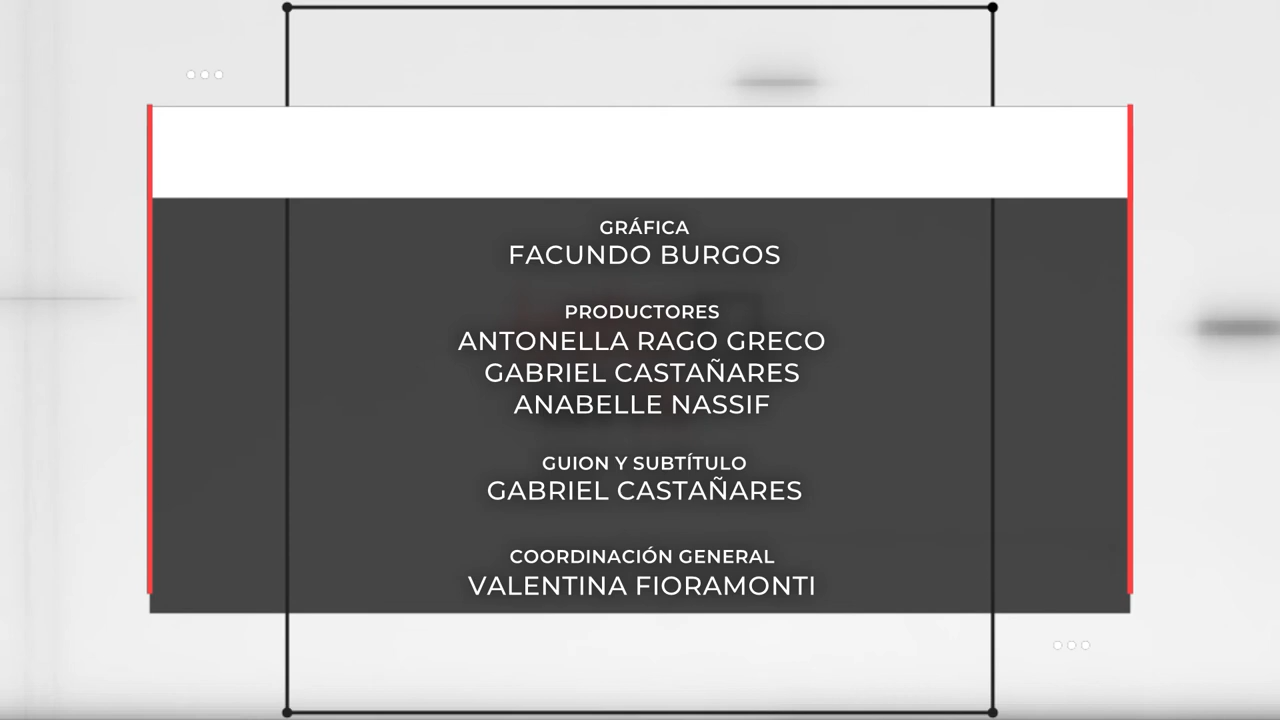 GRÁFICA
FACUNDO BURGOS
PRODUCTORES
ANTONELLA RAGO GRECO
GABRIEL CASTAÑARES
ANABELLE NASSIF
GUION Y SUBTÍTULO
GABRIEL CASTAÑARES
COORDINACIÓN GENERAL
VALENTINA FIORAMONTI